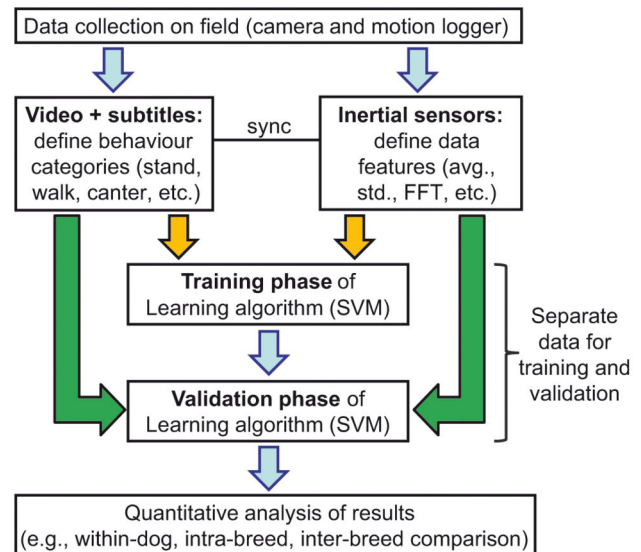 Data collection on field (camera and motion logger)
Video + subtitles:
define behaviour
categories (stand,
walk, canter, etc.)
sync
Inertial sensors:
define data
features (avg.,
std., FFT, etc.)
Training phase of
Learning algorithm (SVM)
Separate
data for
training and
validation
Validation phase of
Learning algorithm (SVM)
Quantitative analysis of results
(e.g., within-dog, intra-breed, inter-breed comparison)